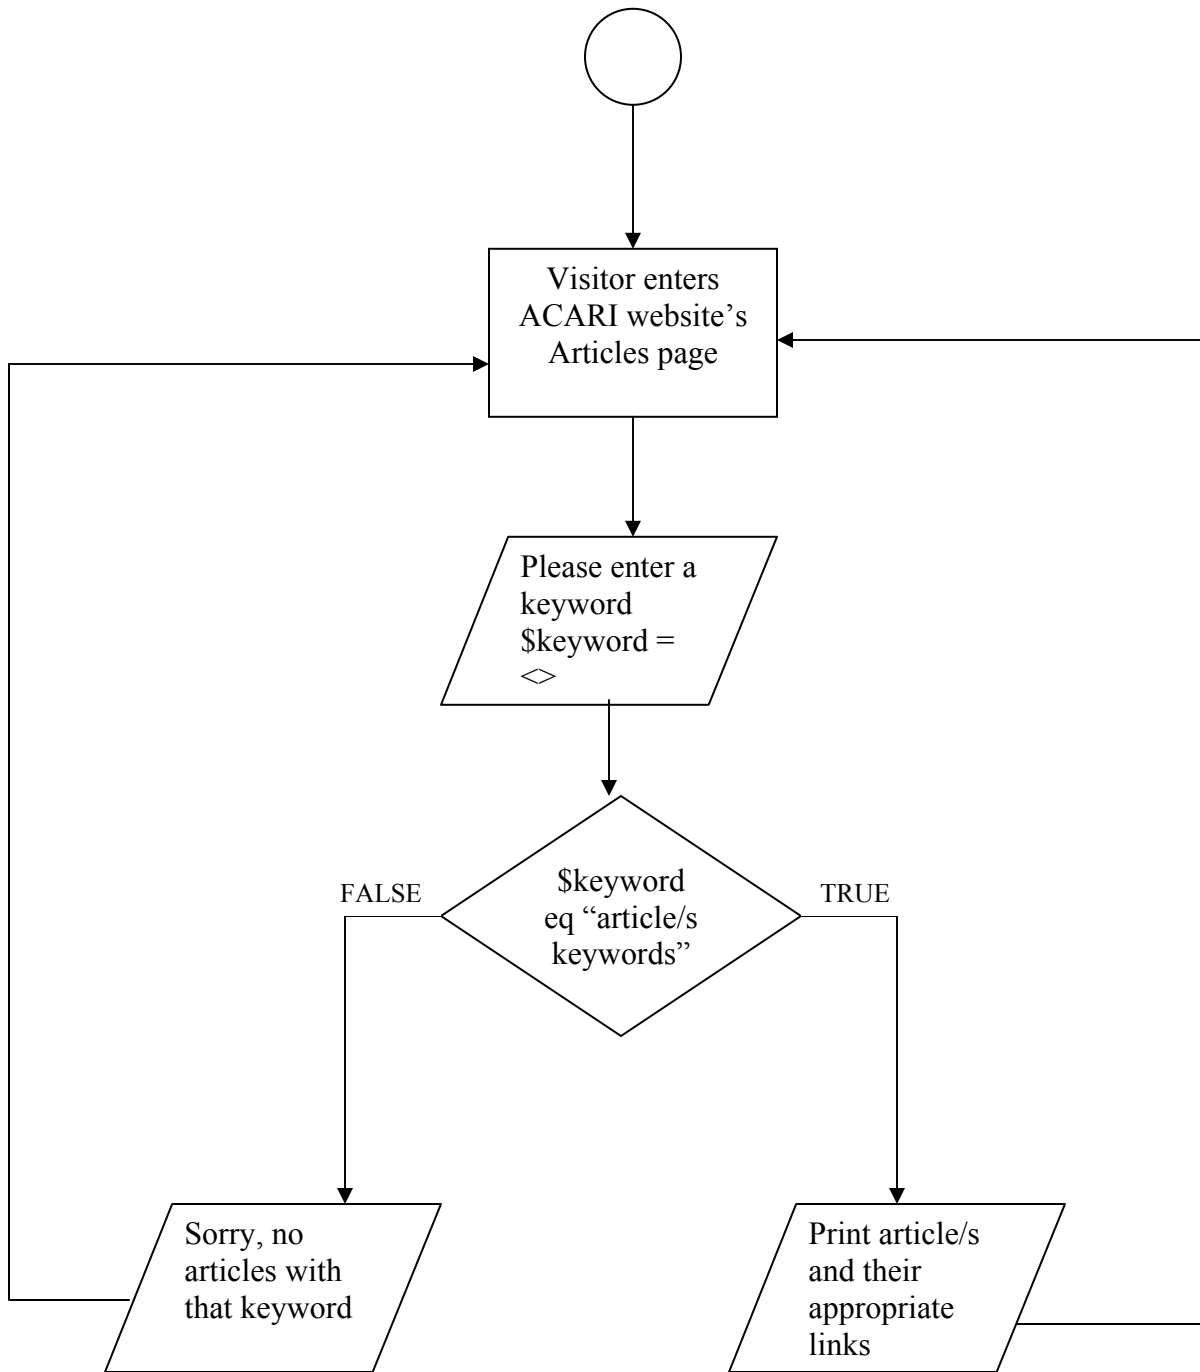 Visitor enters
ACARI website’s
Articles page
Please enter a
keyword
$keyword =
<>
$keyword
eq “article/s
keywords”
FALSE
TRUE
Sorry, no
articles with
that keyword
Print article/s
and their
appropriate
links